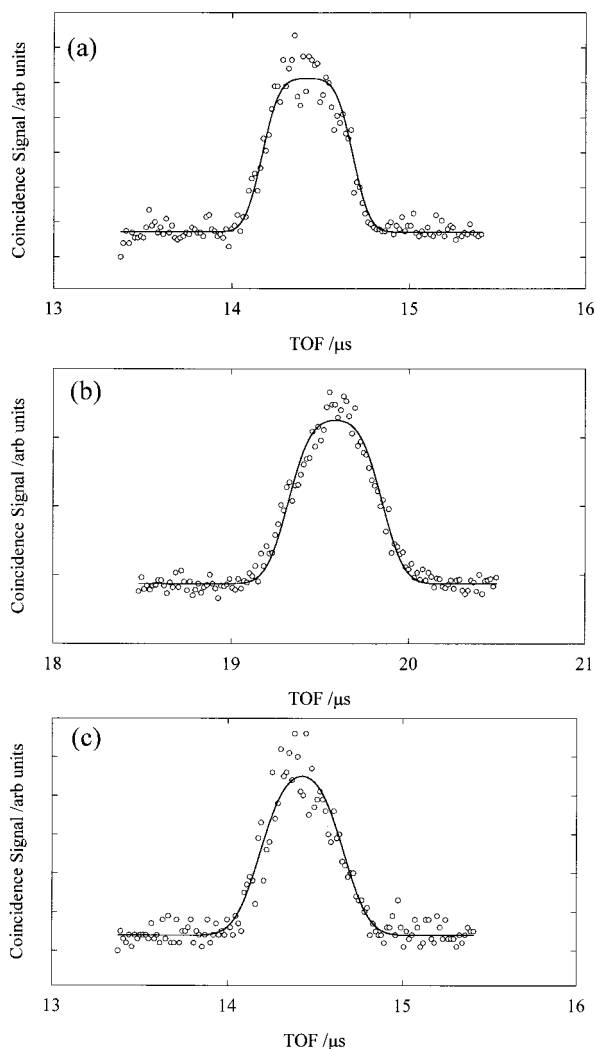 (a)
Coincidence Signal /arb units
13 14 15 16
TOF /μs
(b)
Coincidence Signal /arb units
18 19 20 21
TOF /μs
(c)
Coincidence Signal /arb units
13 14 15 16
TOF /μs